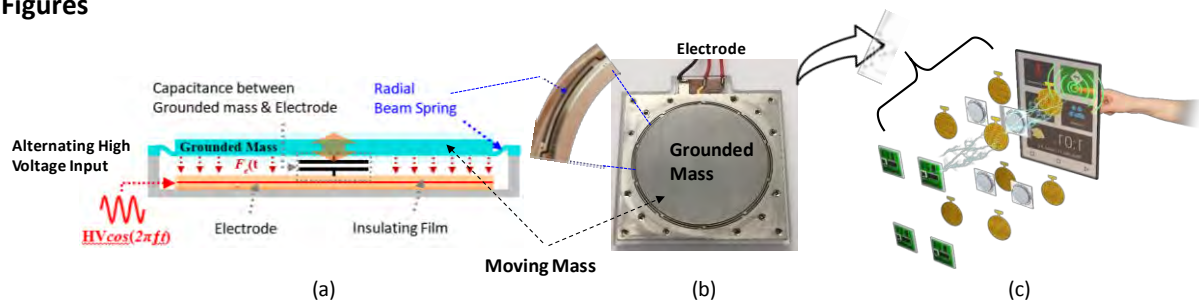 Figures
Capacitance between
Grounded mass & Electrode
Radial
Beam Spring
Electrode
Alternating High
Voltage Input
Grounded Mass
F_e(t
HVcos(2πft)
Electrode
Insulating Film
Moving Mass
Grounded
Mass
(a)
(b)
(c)